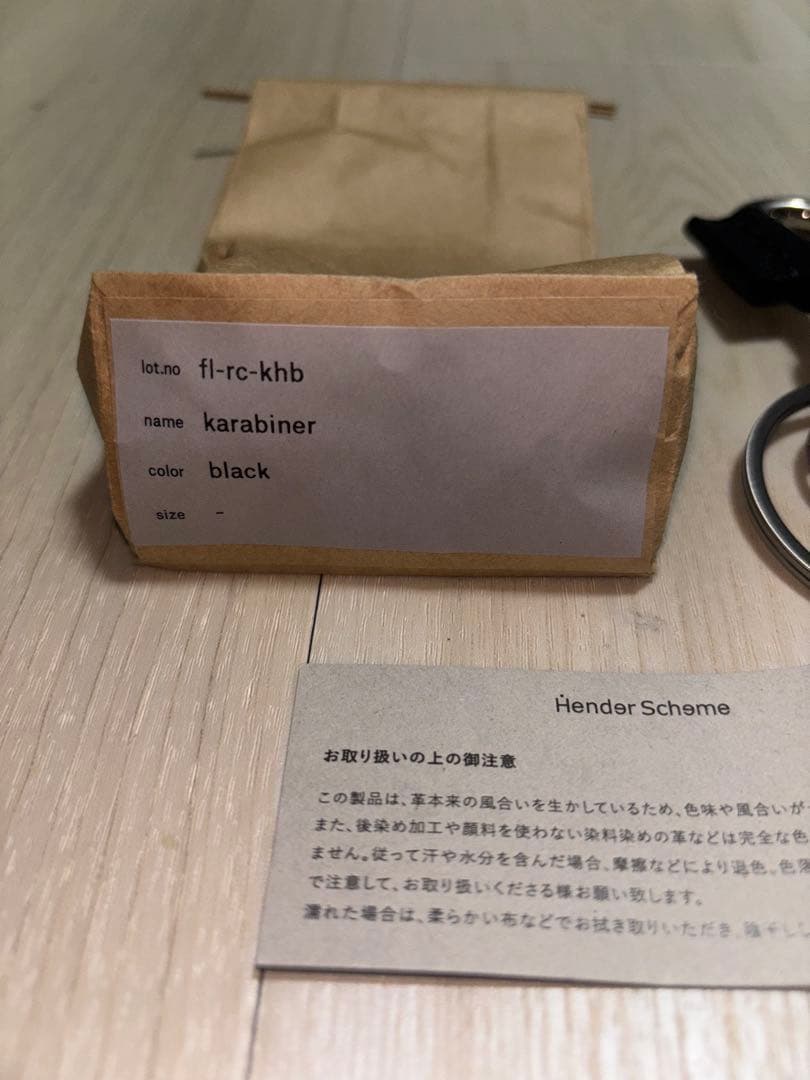 lot.no fl-rc-khb
name karabiner
color black
size -
Hender Scheme
お取り扱いの上の御注意
この製品は、革本来の風合いを生かしているため、色味や風合いが
また、後染め加工や顔料を使わない染料染めの革などは完全な色
ません。従って汗や水分を含んだ場合、摩擦などにより退色、色落
で注意して、お取り扱いくださる様お願い致します。
濡れた場合は、柔らかい布などでお拭き取りいただき、陰干しし